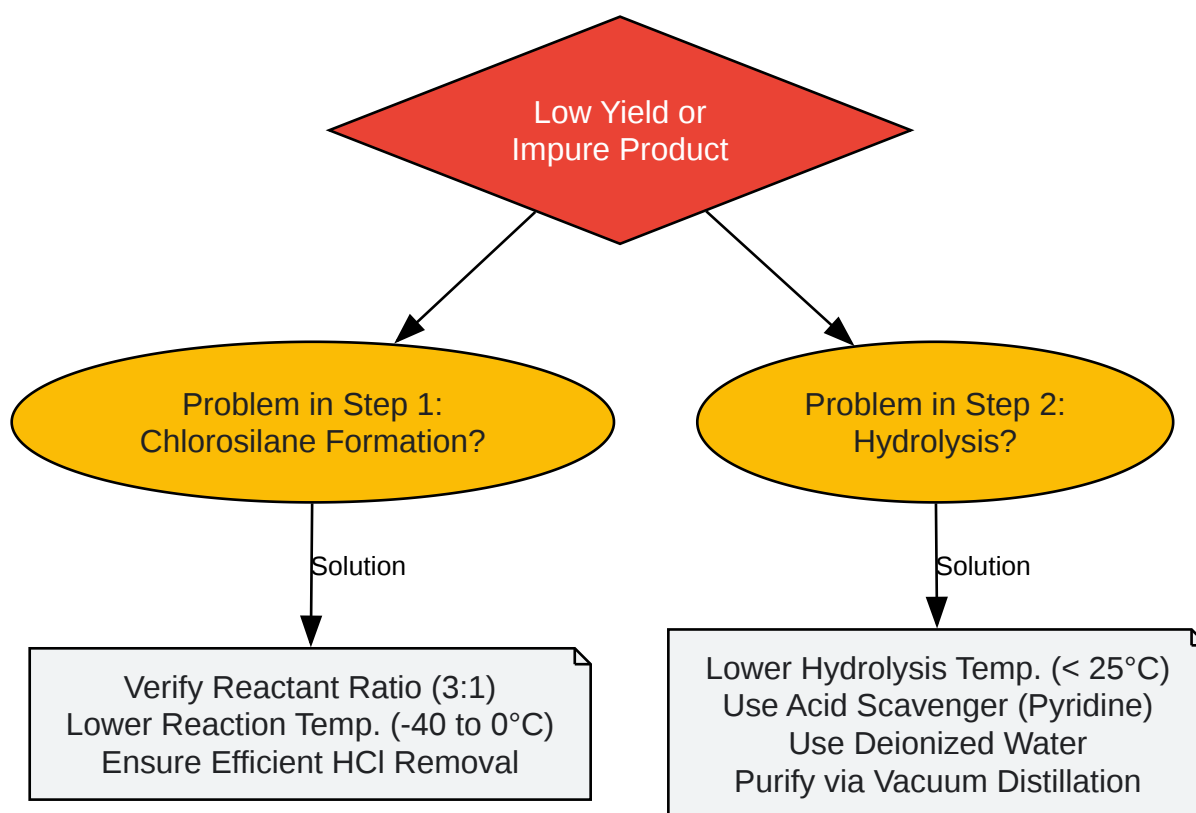 Low Yield or
Impure Product
Problem in Step 1:
Chlorosilane Formation?
Problem in Step 2:
Hydrolysis?
Solution
Solution
Verify Reactant Ratio (3:1)
Lower Reaction Temp. (-40 to 0°C)
Ensure Efficient HCl Removal
Lower Hydrolysis Temp. (< 25°C)
Use Acid Scavenger (Pyridine)
Use Deionized Water
Purify via Vacuum Distillation